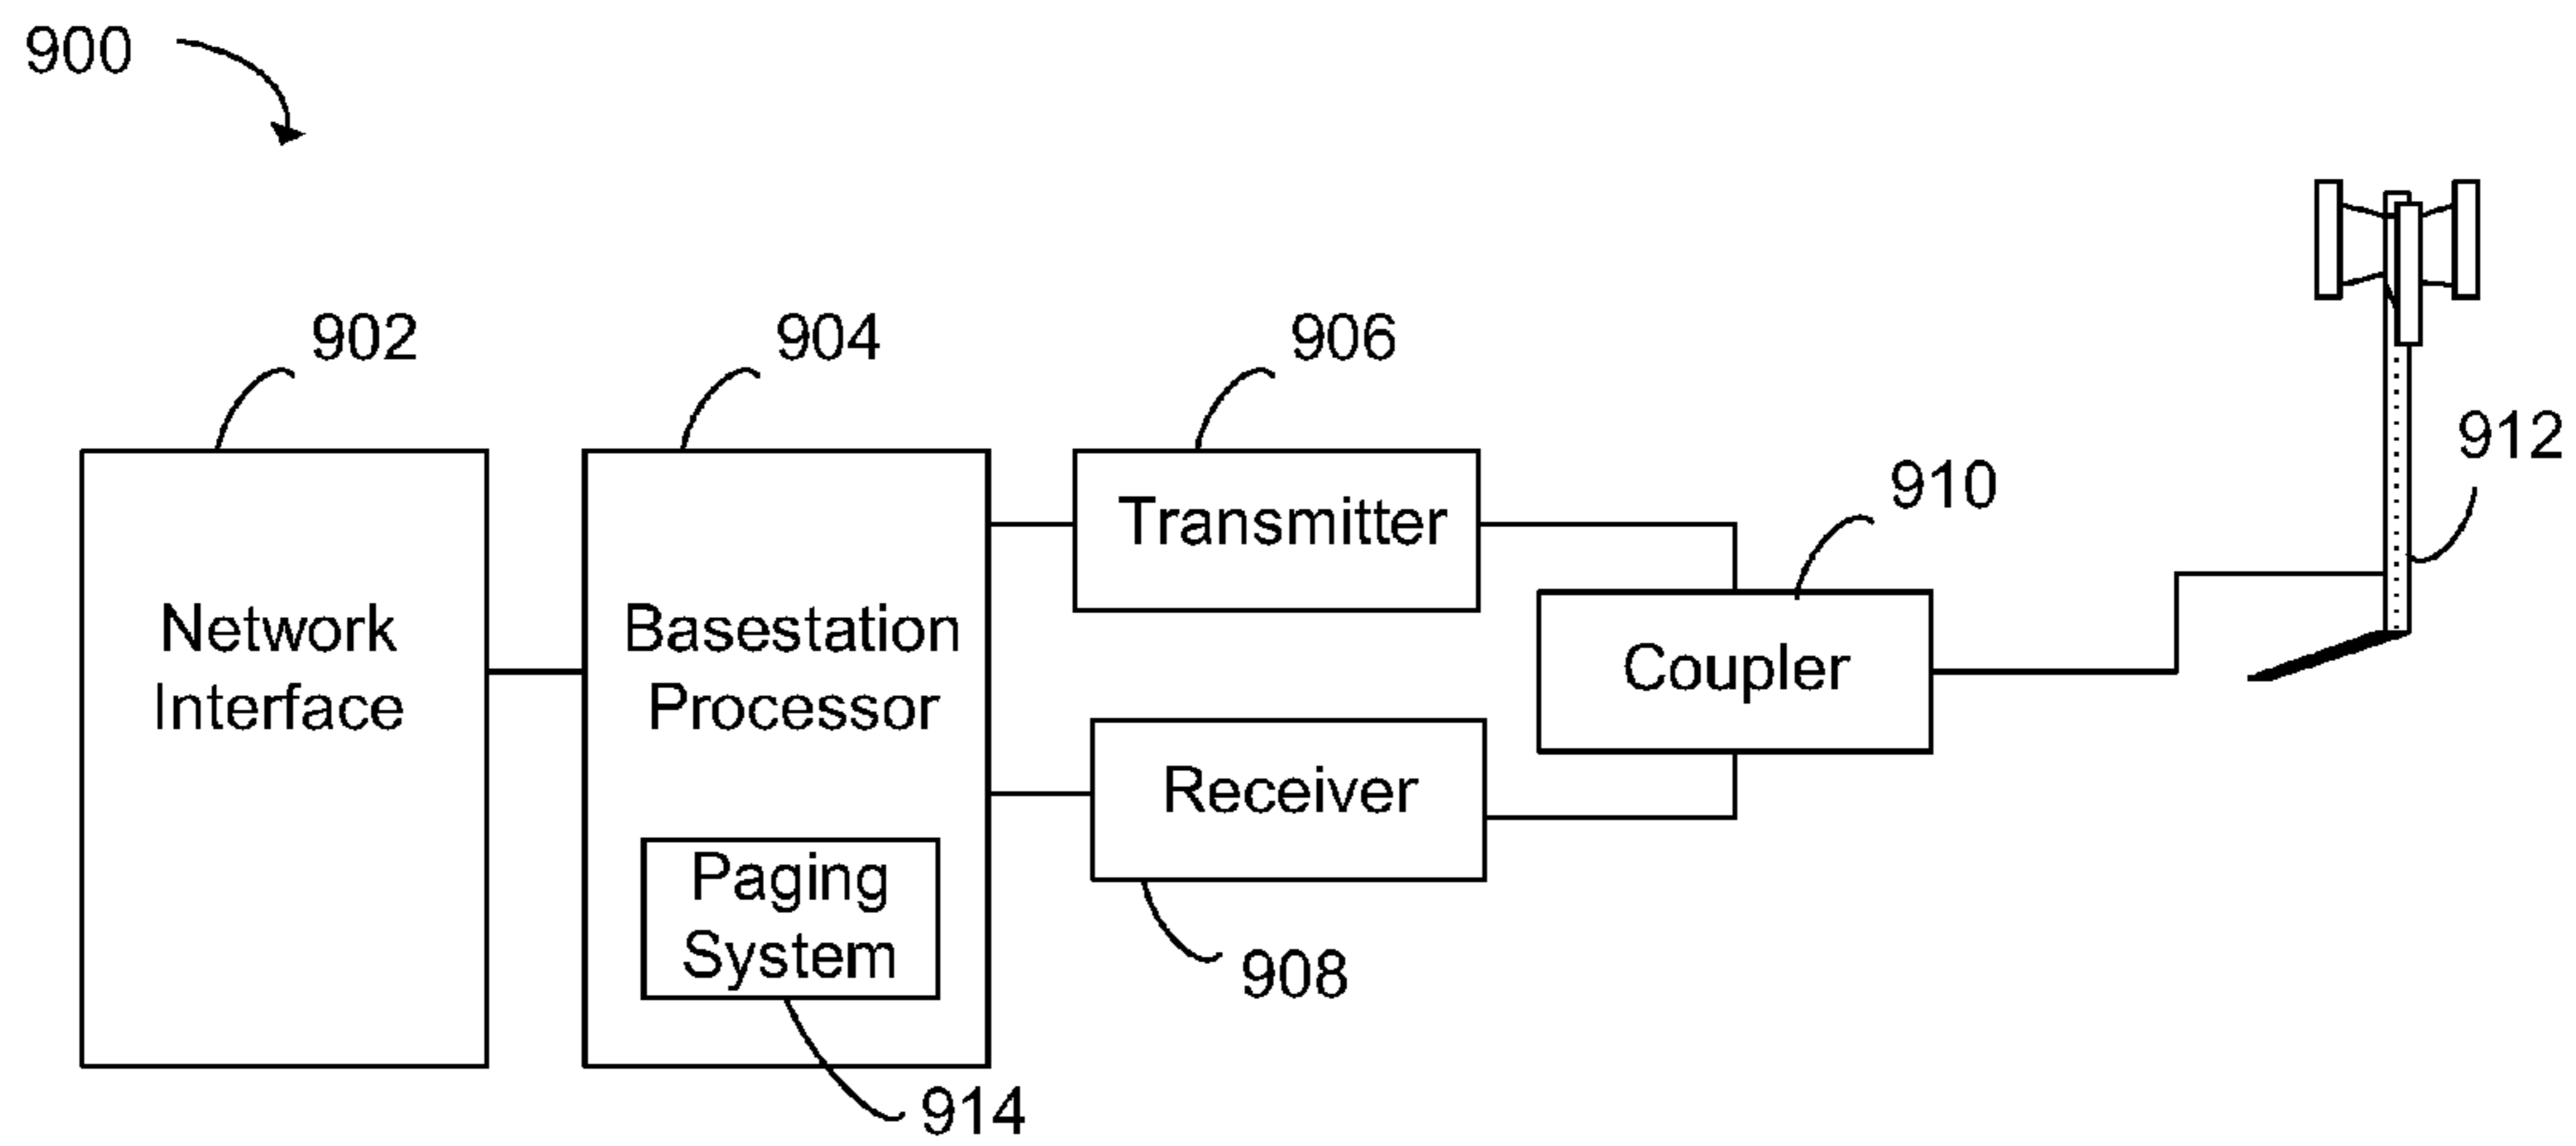 900
902
904
906
912
910
Network
Interface
Basestation
Processor
Transmitter
Coupler
Receiver
Paging
System
908
914